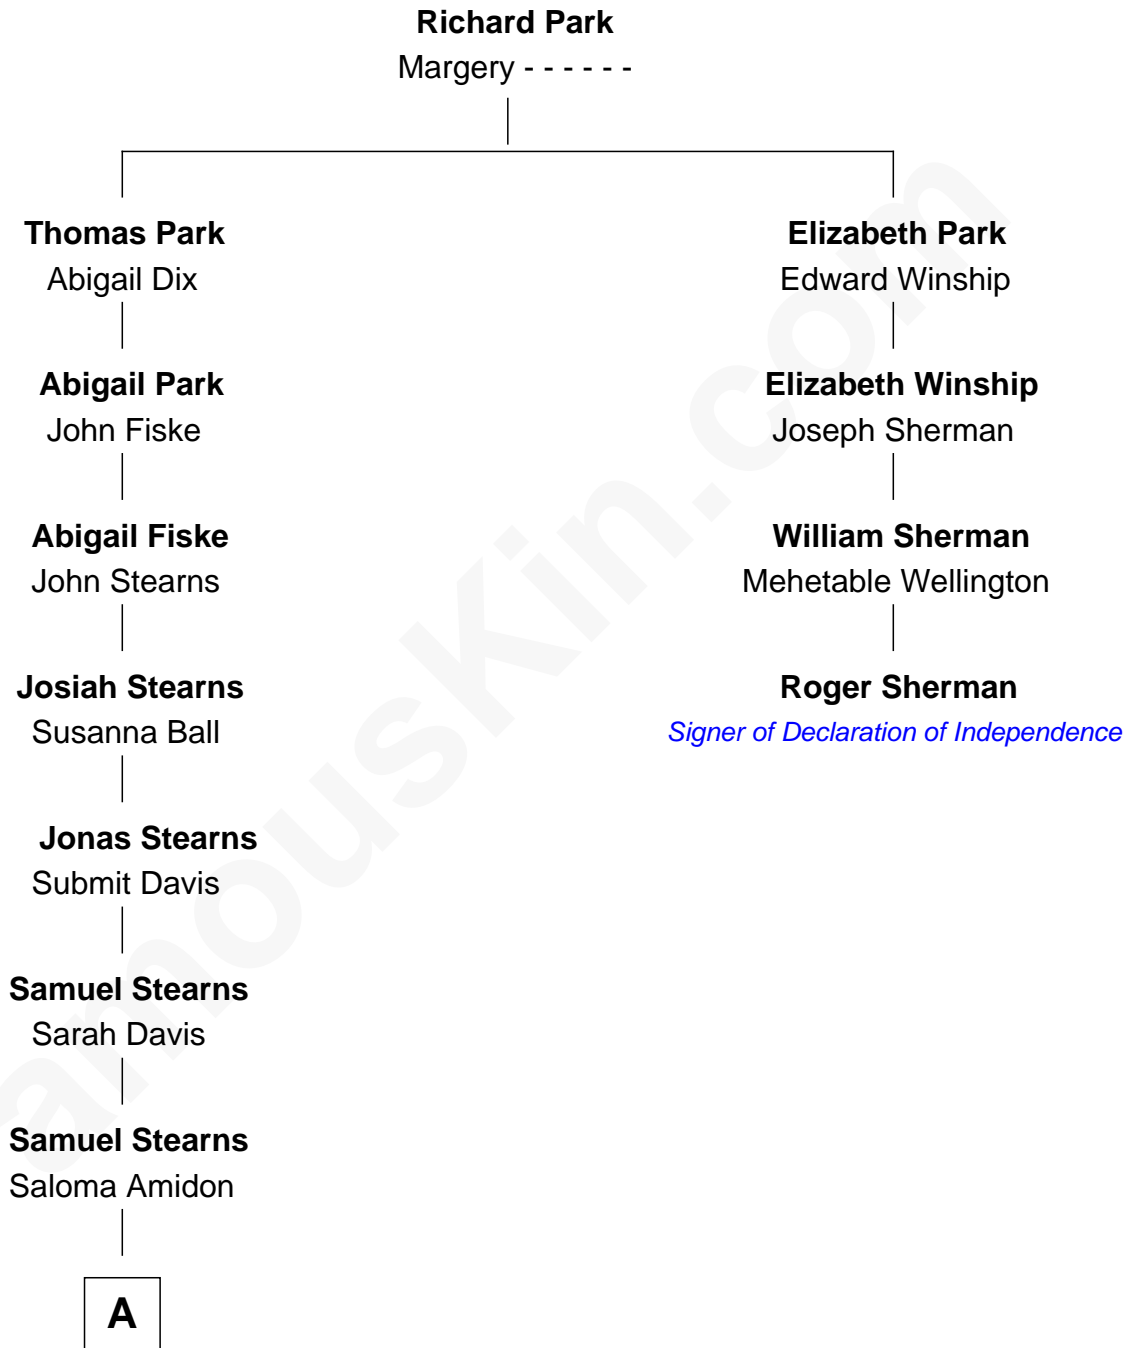 Richard Park
Margery - - - - - -
Thomas Park
Abigail Dix
Elizabeth Park
Edward Winship
Abigail Park
John Fiske
Elizabeth Winship
Joseph Sherman
Abigail Fiske
John Stearns
William Sherman
Mehetable Wellington
Josiah Stearns
Susanna Ball
Roger Sherman
Signer of Declaration of Independence
Jonas Stearns
Submit Davis
Samuel Stearns
Sarah Davis
Samuel Stearns
Saloma Amidon
A
amouskin.com